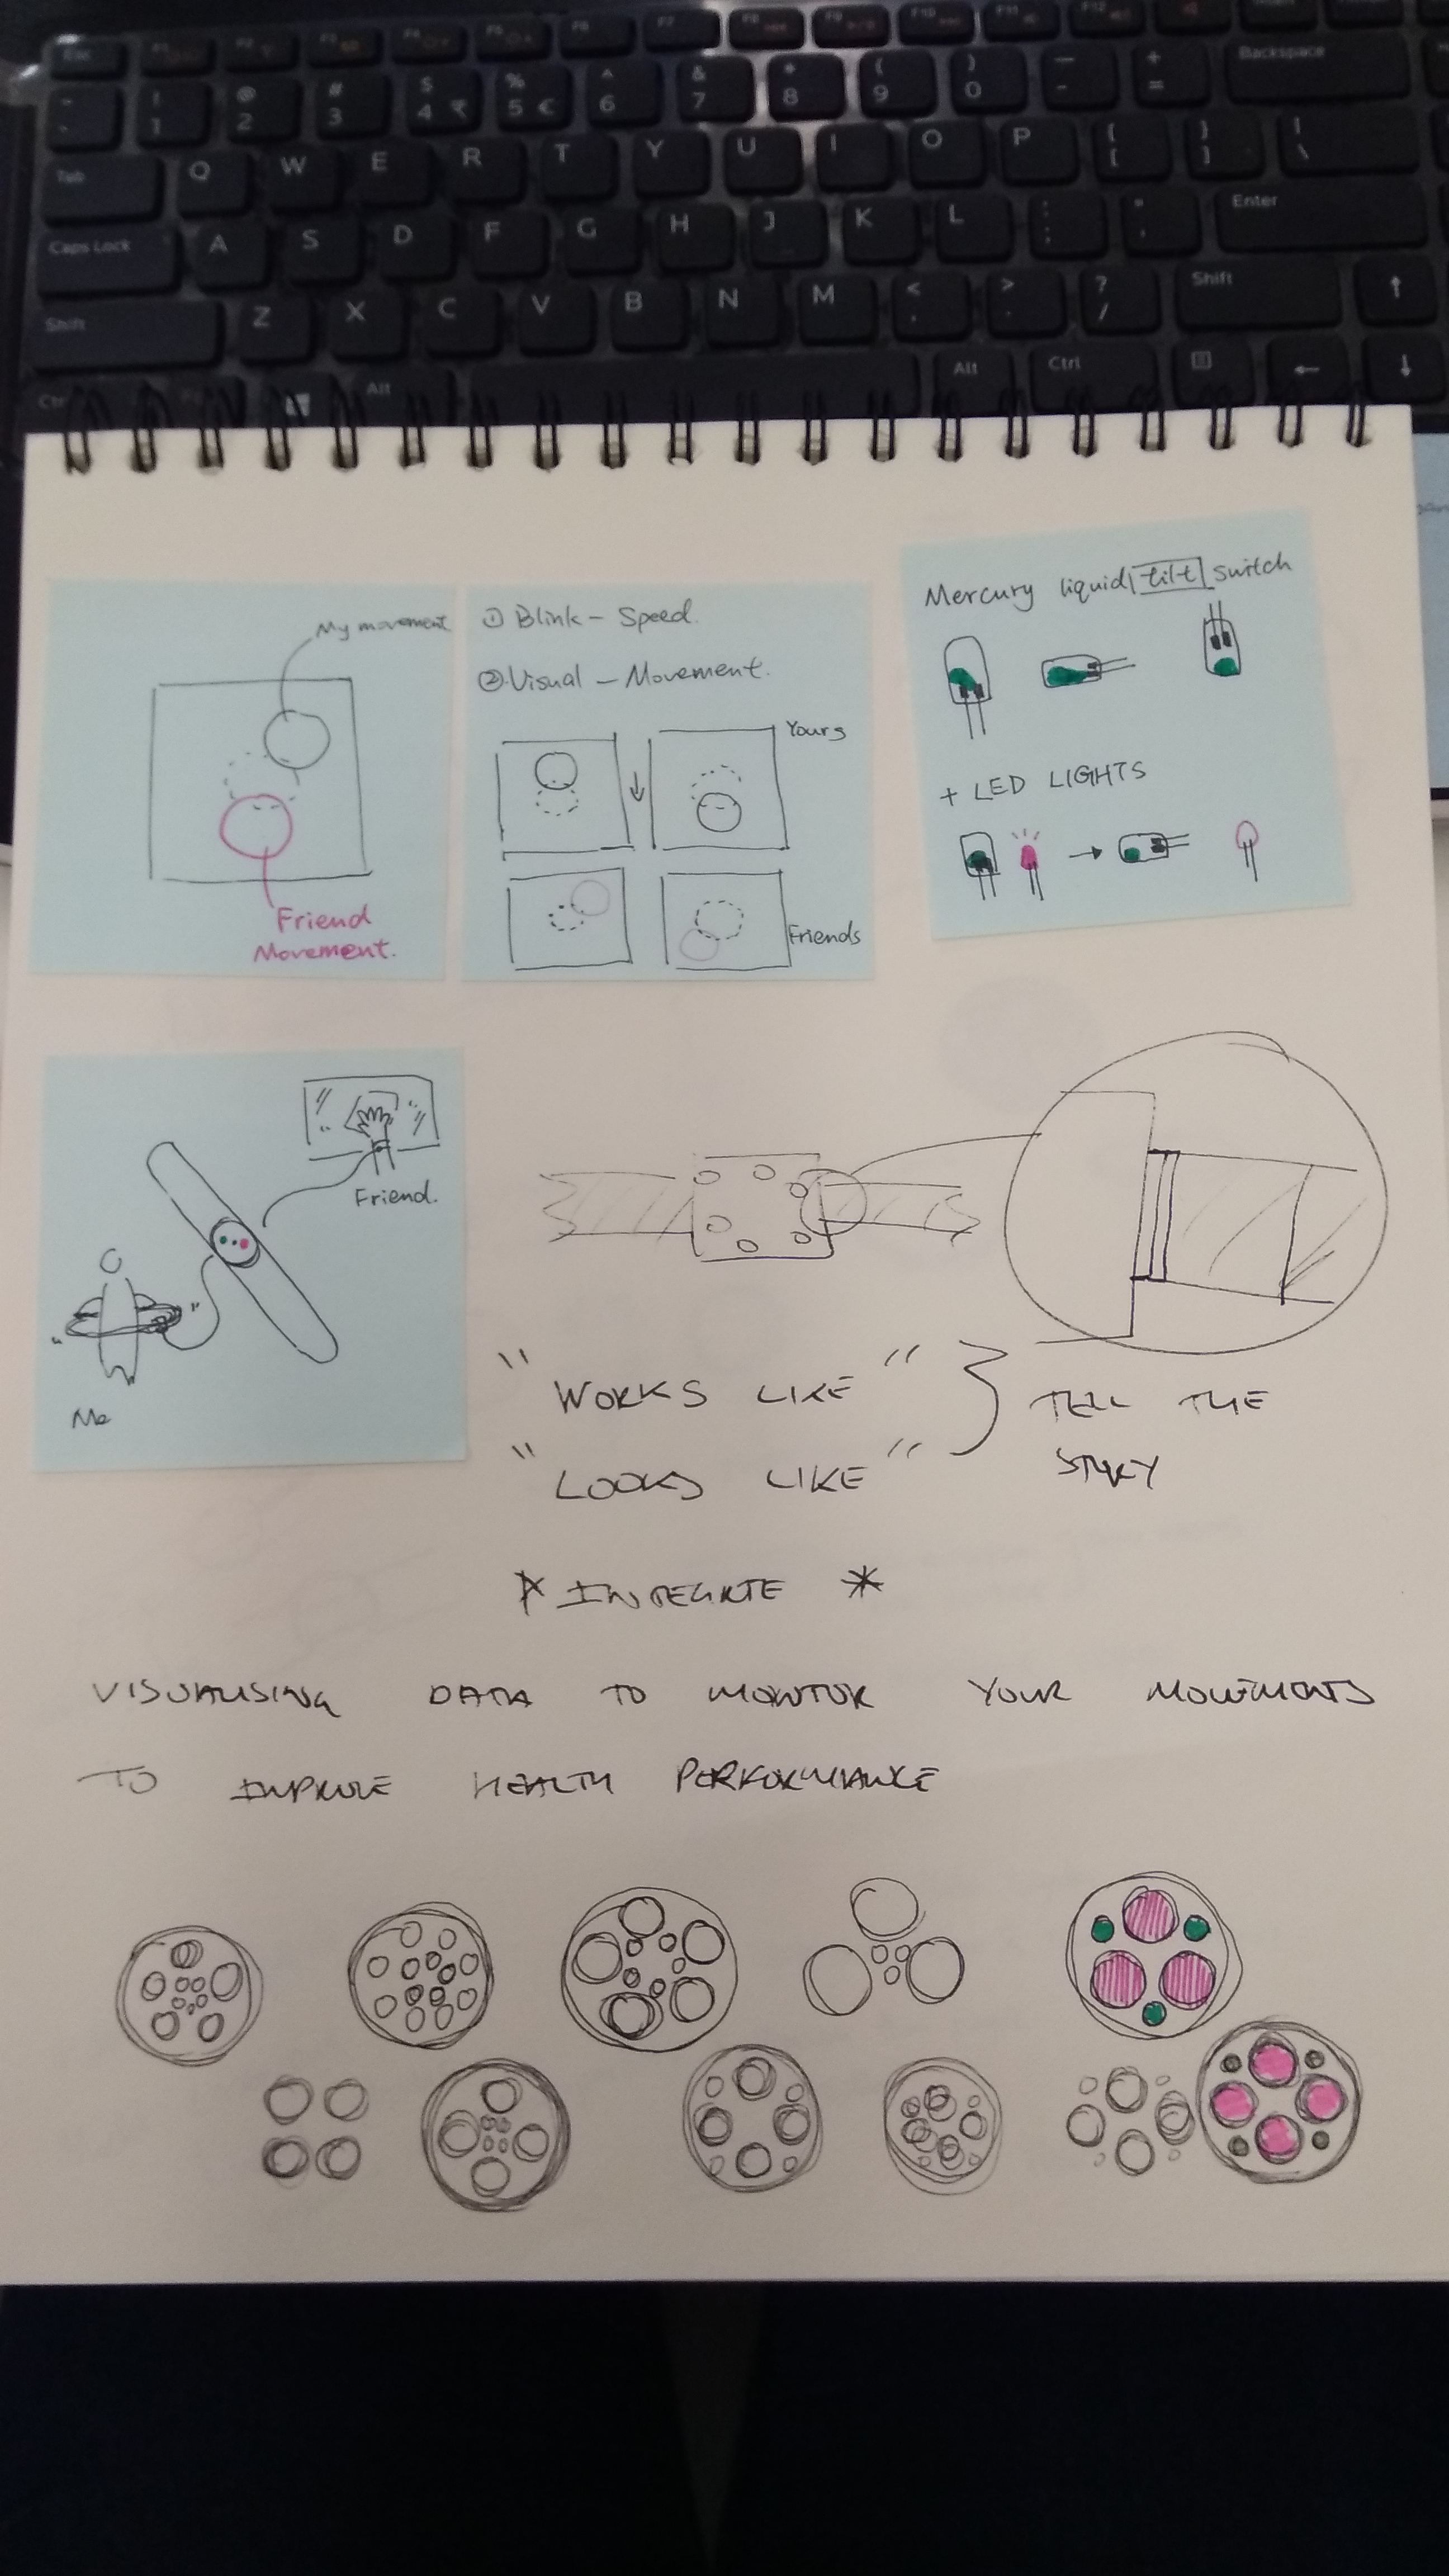 Esc F1 F2 F3 F4 F5 F6 F7 F8 F9 F10 F11 F12
~ ! 1 @ 2 # 3 $ 4 ₹ % 5 € ^ 6 & 7 * 8 ( 9 ) 0 — - + = Backspace
Tab Q W E R T Y U I O P { [ } ] | \
Caps Lock A S D F G H J K L : ; " ' Enter
Shift Z X C V B N M < , > . ? / Shift ↑
Alt Alt Ctrl ← ↓
My movement
Friend
Movement.
① Blink – Speed.
② Visual – Movement.
Yours
Friends
Mercury liquid tilt switch
+ LED LIGHTS
Friend.
Me
"WORKS LIKE" } TELL THE
"LOOKS LIKE" STORY
* INTEGRATE *
VISUALISING DATA TO MONITOR YOUR MOVEMENTS
TO IMPROVE HEALTH PERFORMANCE